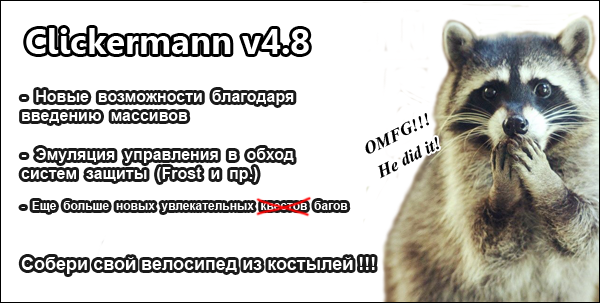 Clickermann v4.8
- Новые возможности благодаря
введению массивов
- Эмуляция управления в обход
систем защиты (Frost и пр.)
- Еще больше новых увлекательных квестов багов
Собери свой велосипед из костылей !!!
OMFG!!!
He did it!